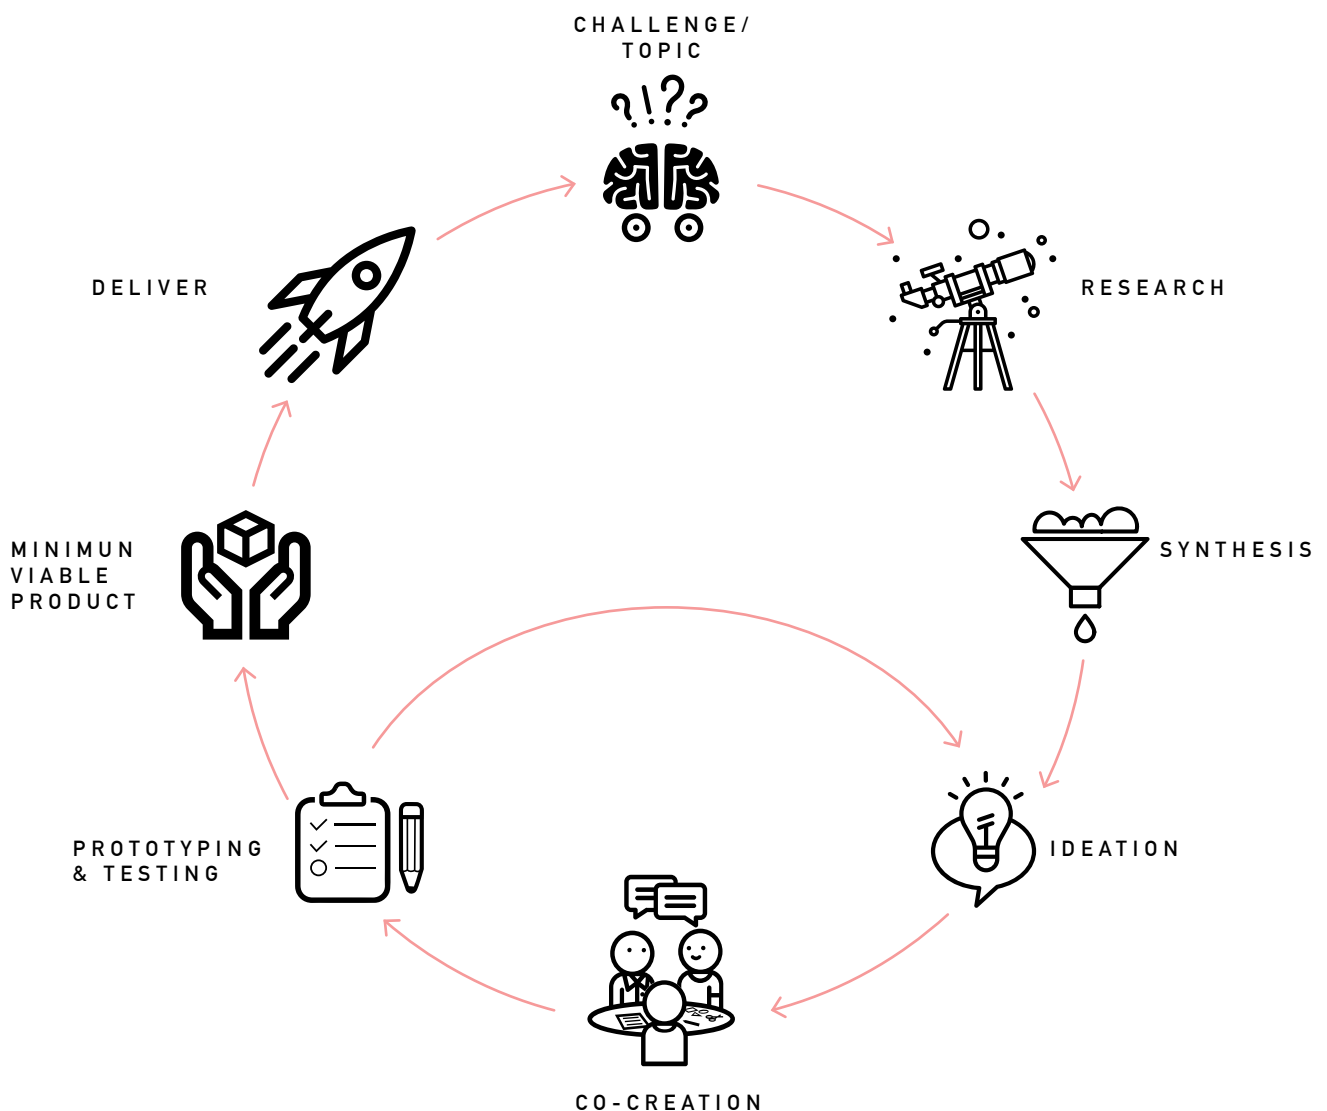 CHALLENGE/
TOPIC
RESEARCH
SYNTHESIS
IDEATION
CO-CREATION
PROTOTYPING
& TESTING
MINIMUN
VIABLE
PRODUCT
DELIVER